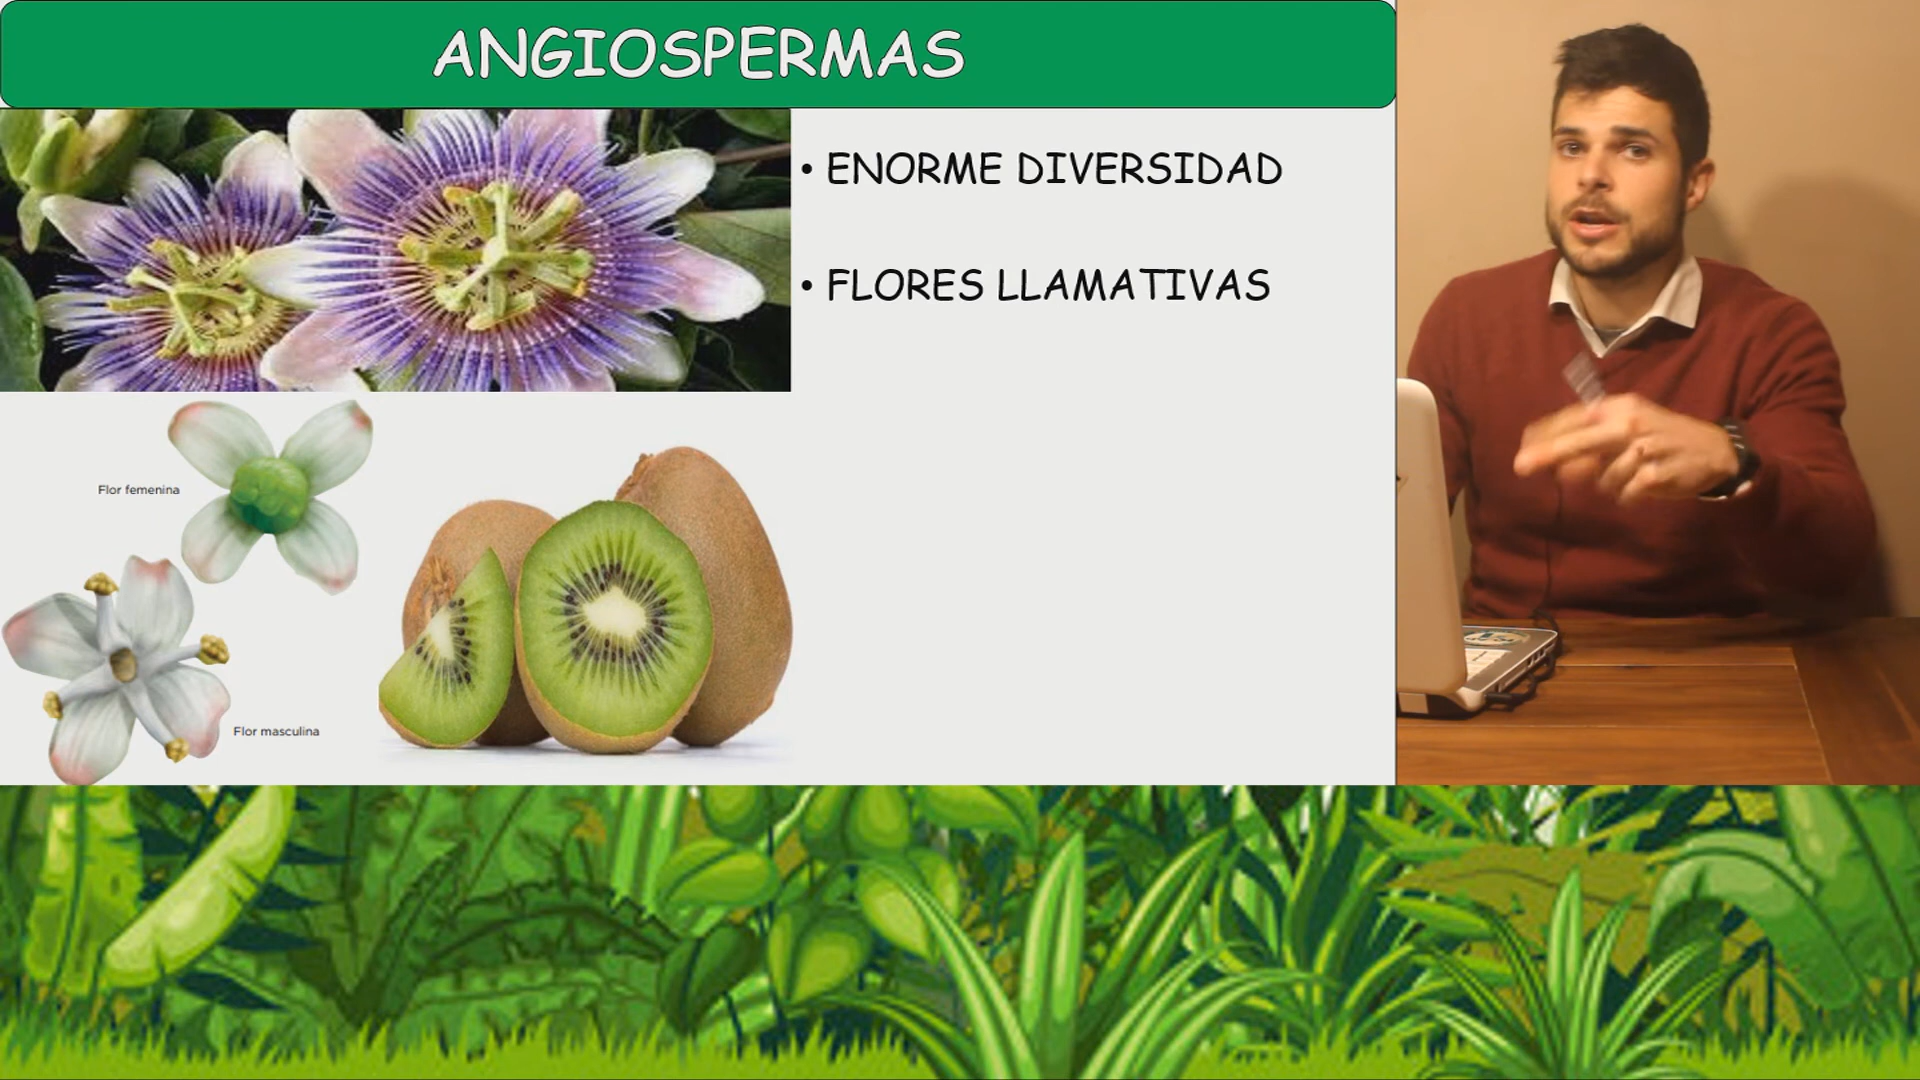 ANGIOSPERMAS
• ENORME DIVERSIDAD
• FLORES LLAMATIVAS
Flor femenina
Flor masculina